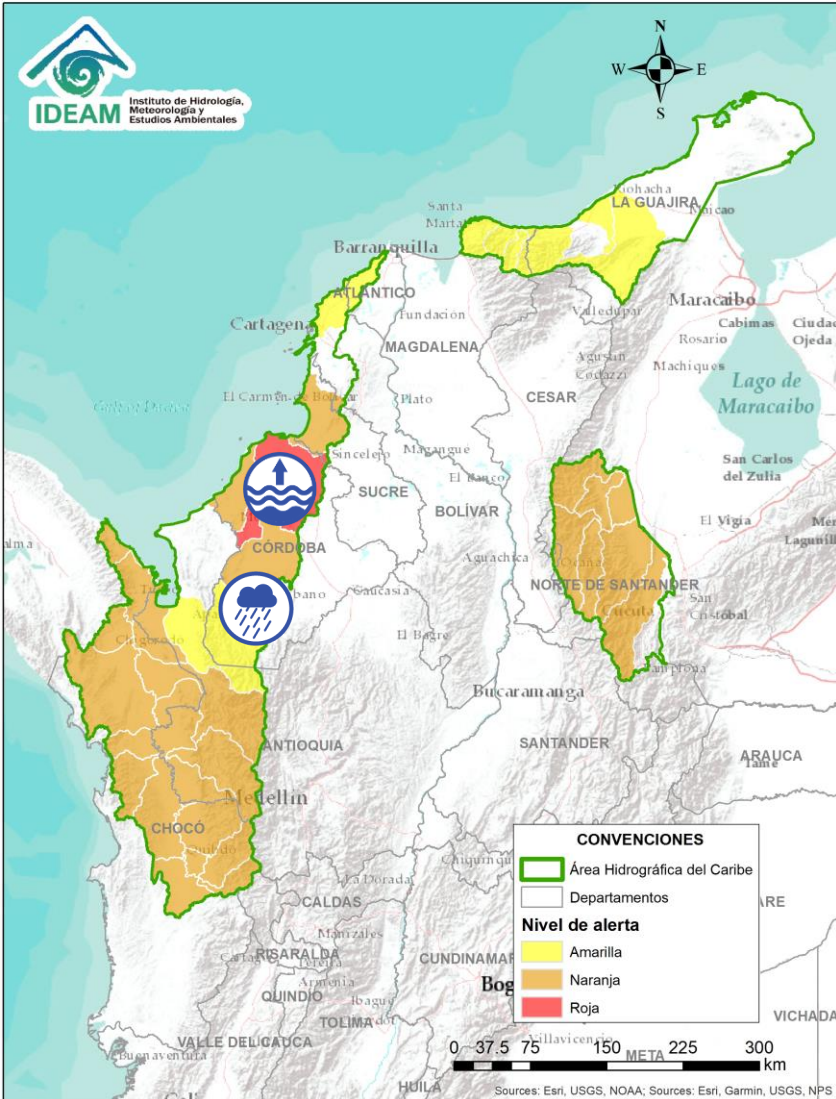 IDEAM
Instituto de Hidrología,
Meteorología y
Estudios Ambientales
N
W
E
S
Riohacha
LA GUAJIRA
Maicao
Santa
Marta
Barranquilla
ATLÁNTICO
Maracaibo
Cartagena
Fundación
Valledupar
Cabimas
Ciudad
Ojeda
Rosario
MAGDALENA
Agustín
Codazzi
Machiques
El Carmen de Bolívar
Plato
CESAR
Lago de
Maracaibo
Sincelejo
Magangue
San Carlos
del Zulia
El Banco
SUCRE
BOLÍVAR
El Vigía
CÓRDOBA
Aguachica
Ocaña
NORTE DE SANTANDER
Caucasia
Cúcuta
San
Cristóbal
El Bagre
Chigorodó
Pamplona
Bucaramanga
ANTIOQUIA
SANTANDER
ARAUCA
Tame
Medellín
CHOCÓ
Quibdó
La Dorada
CALDAS
Manizales
RISARALDA
Pereira
Armenia
QUINDÍO
Ibagué
TOLIMA
VALLE DEL CAUCA
Buenaventura
HUILA
Villavicencio
META
VICHADA
CONVENCIONES
Área Hidrográfica del Caribe
Departamentos
Nivel de alerta
Amarilla
Naranja
Roja
0 37.5 75 150 225 300
km
Sources: Esri, USGS, NOAA; Sources: Esri, Garmin, USGS, NPS